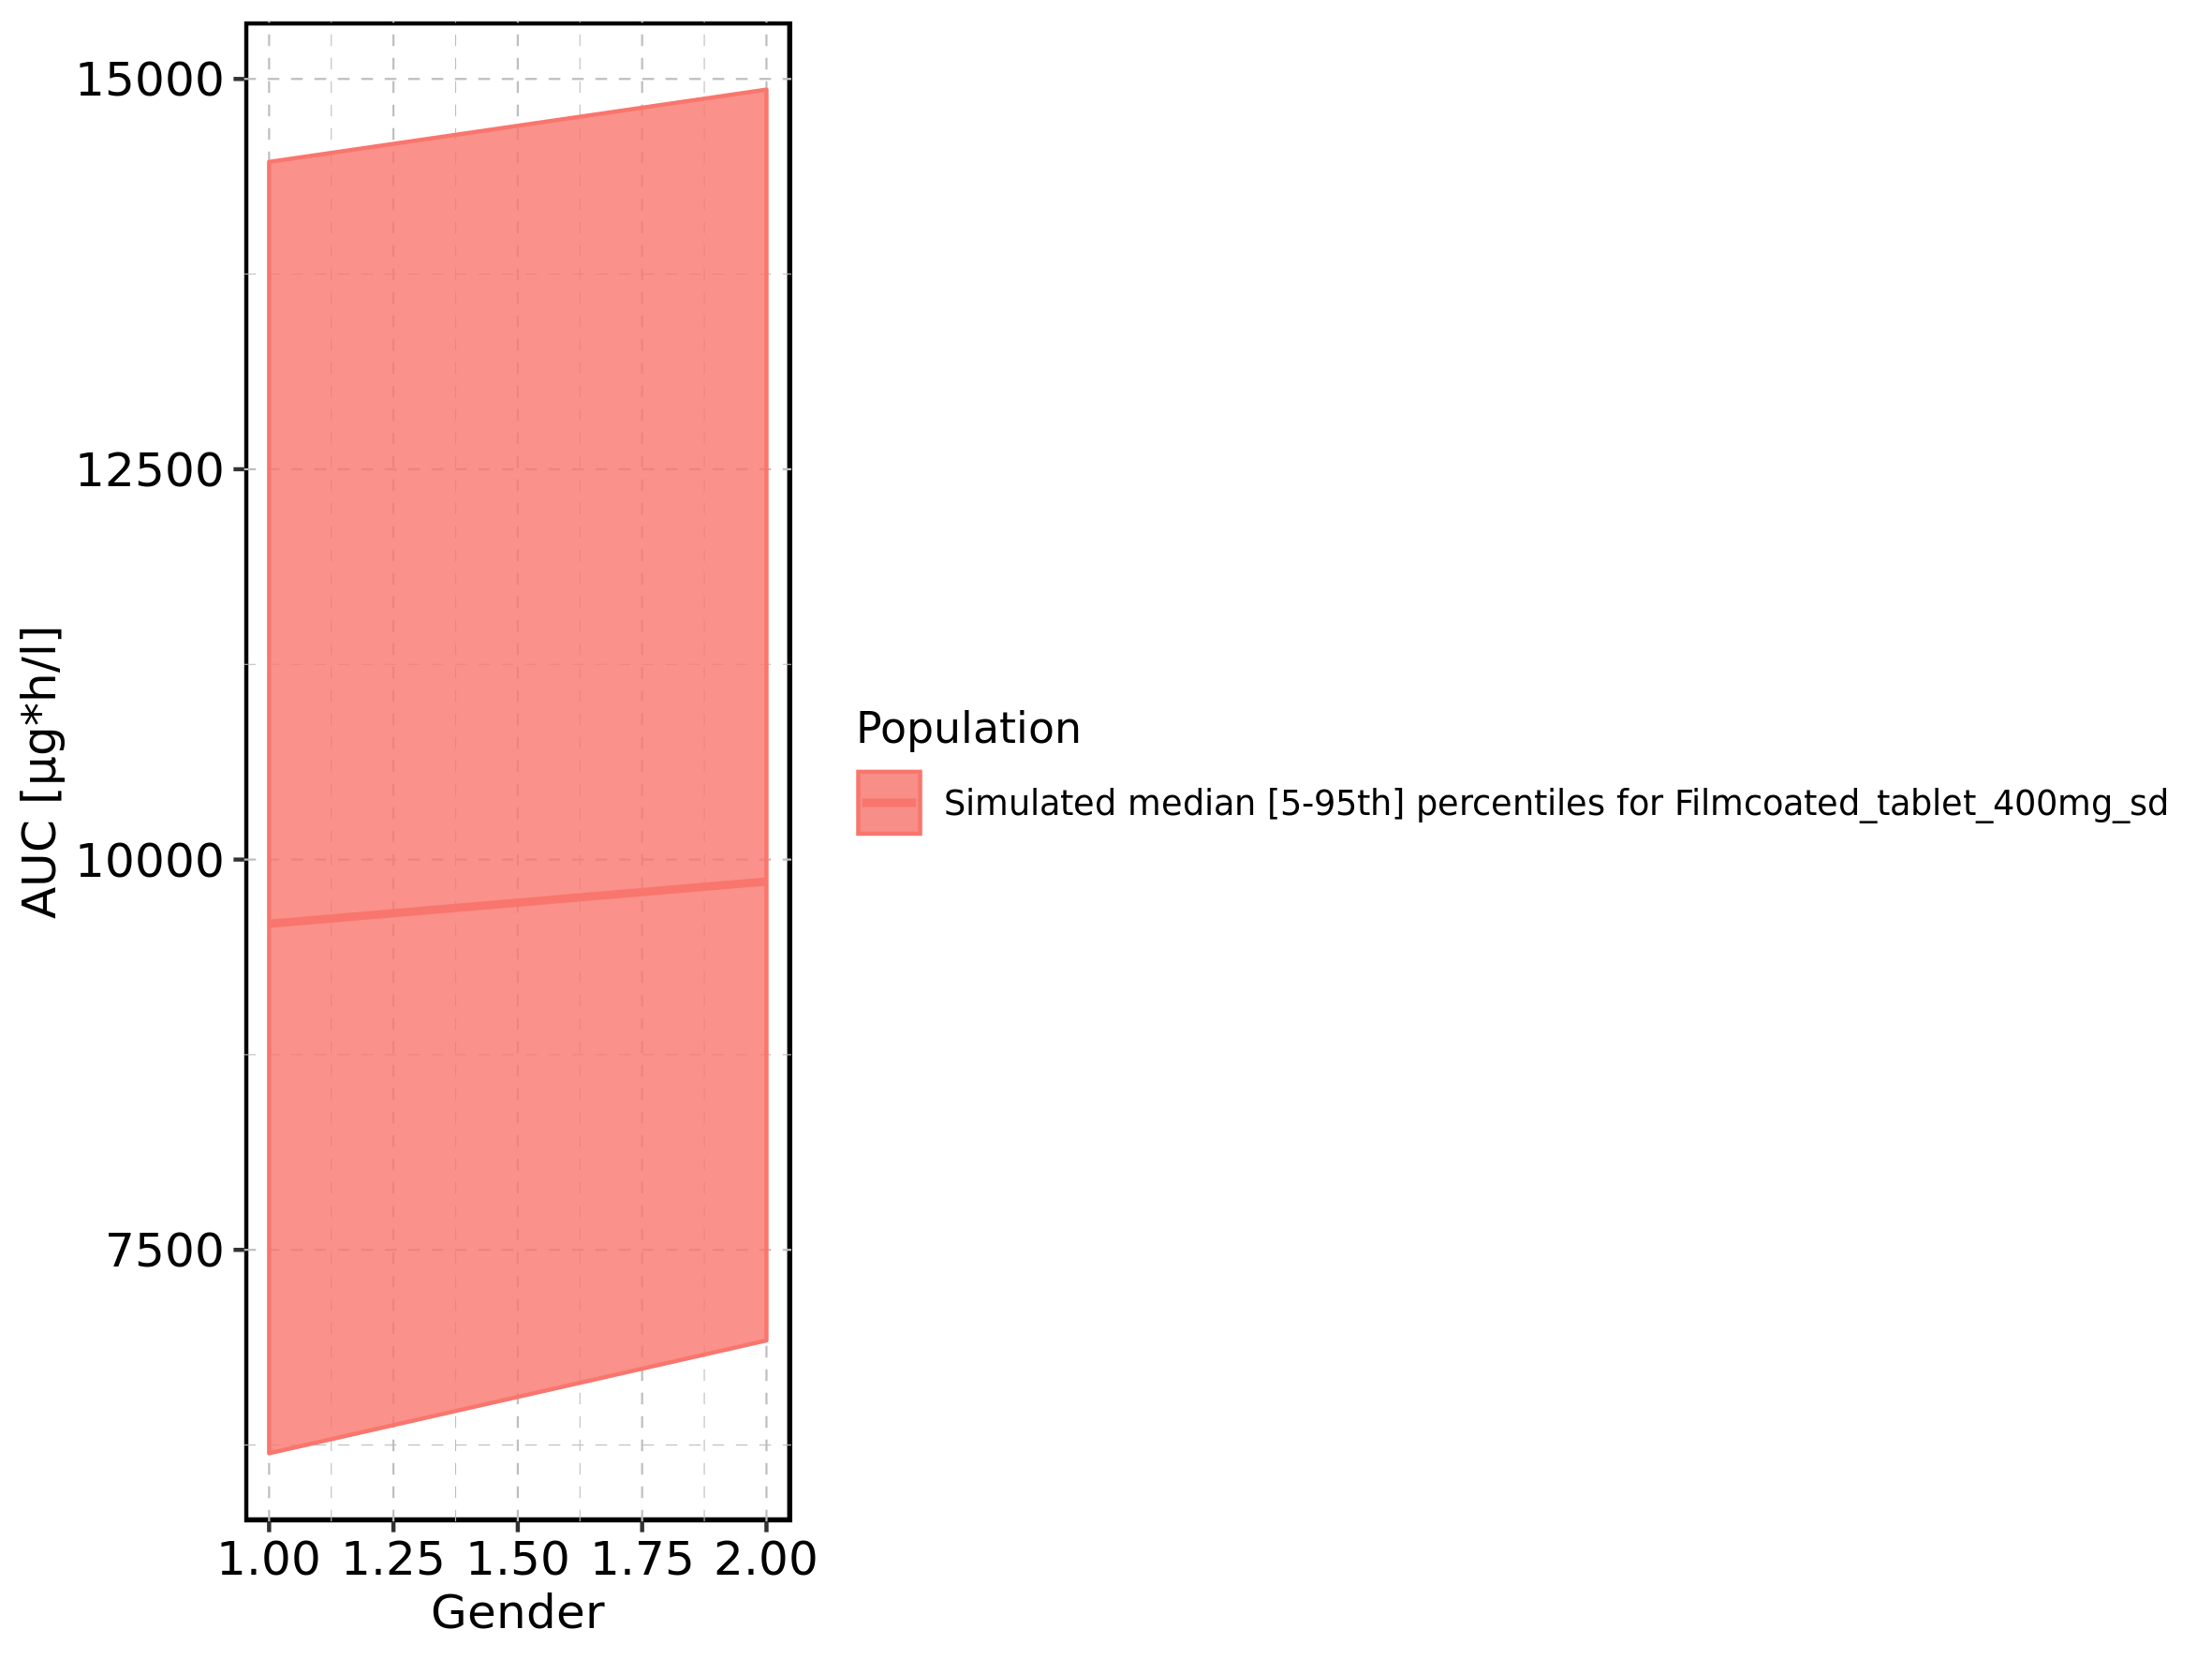 AUC [µg*h/l]
15000
12500
10000
7500
1.00 1.25 1.50 1.75 2.00
Gender
Population
Simulated median [5-95th] percentiles for Filmcoated_tablet_400mg_sd